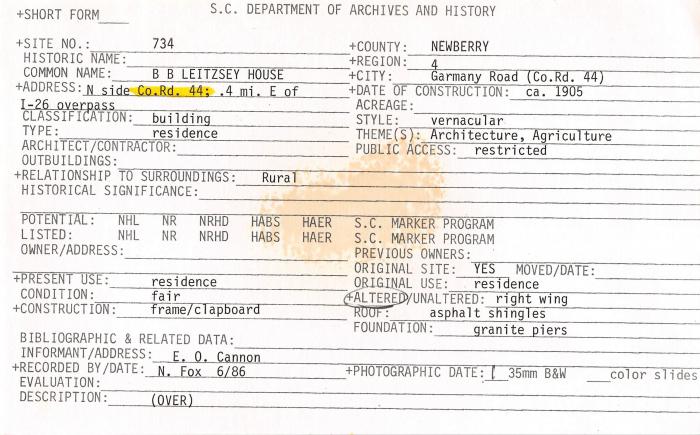 S.C. DEPARTMENT OF ARCHIVES AND HISTORY
+SHORT FORM
+SITE NO.: 734 +COUNTY: NEWBERRY
HISTORIC NAME: +REGION: 4
COMMON NAME: B B LEITZSEY HOUSE +CITY: Garmany Road (Co.Rd. 44)
+ADDRESS: N side Co.Rd. 44; .4 mi. E of +DATE OF CONSTRUCTION: ca. 1905
I-26 overpass ACREAGE:
CLASSIFICATION: building STYLE: vernacular
TYPE: residence THEME(S): Architecture, Agriculture
ARCHITECT/CONTRACTOR: PUBLIC ACCESS: restricted
OUTBUILDINGS:
+RELATIONSHIP TO SURROUNDINGS: Rural
HISTORICAL SIGNIFICANCE:
POTENTIAL: NHL NR NRHD HABS HAER S.C. MARKER PROGRAM
LISTED: NHL NR NRHD HABS HAER S.C. MARKER PROGRAM
OWNER/ADDRESS: PREVIOUS OWNERS:
ORIGINAL SITE: YES MOVED/DATE:
+PRESENT USE: residence ORIGINAL USE: residence
CONDITION: fair +ALTERED/UNALTERED: right wing
+CONSTRUCTION: frame/clapboard ROOF: asphalt shingles
FOUNDATION: granite piers
BIBLIOGRAPHIC & RELATED DATA:
INFORMANT/ADDRESS: E. O. Cannon
+RECORDED BY/DATE: N. Fox 6/86 +PHOTOGRAPHIC DATE: 35mm B&W color slides
EVALUATION:
DESCRIPTION: (OVER)